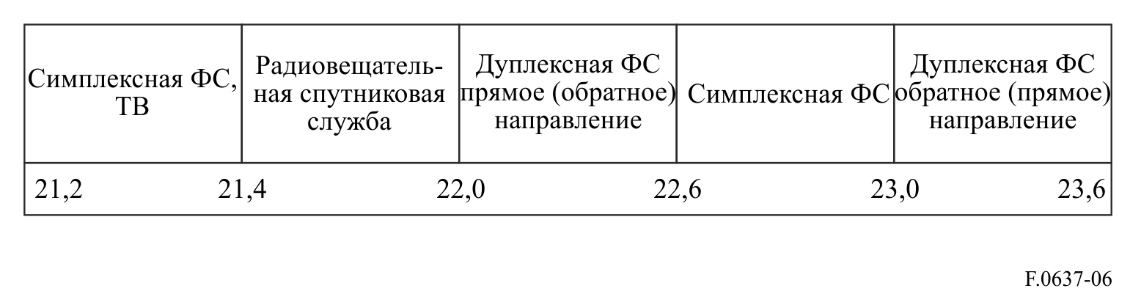 Симплексная ФС,
ТВ
Радиовещатель-
ная спутниковая
служба
Дуплексная ФС
прямое (обратное)
направление
Симплексная ФС
Дуплексная ФС
обратное (прямое)
направление
21,2 21,4 22,0 22,6 23,0 23,6
F.0637-06